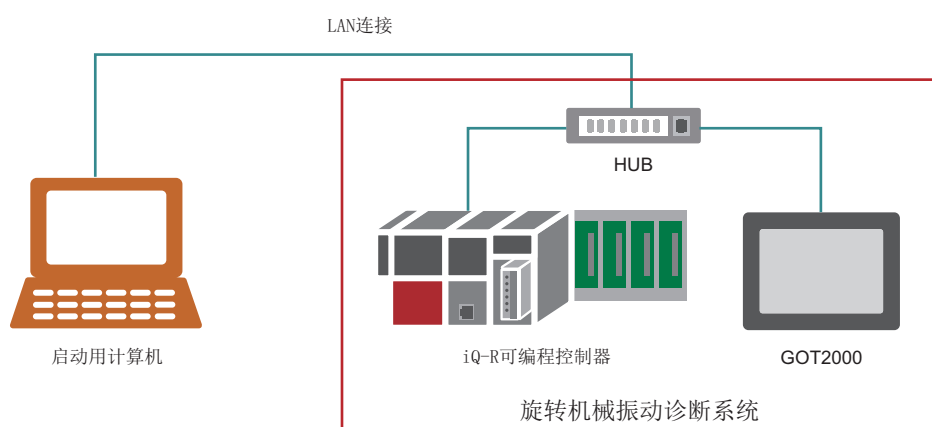 LAN连接
HUB
启动用计算机
iQ-R可编程控制器
GOT2000
旋转机械振动诊断系统